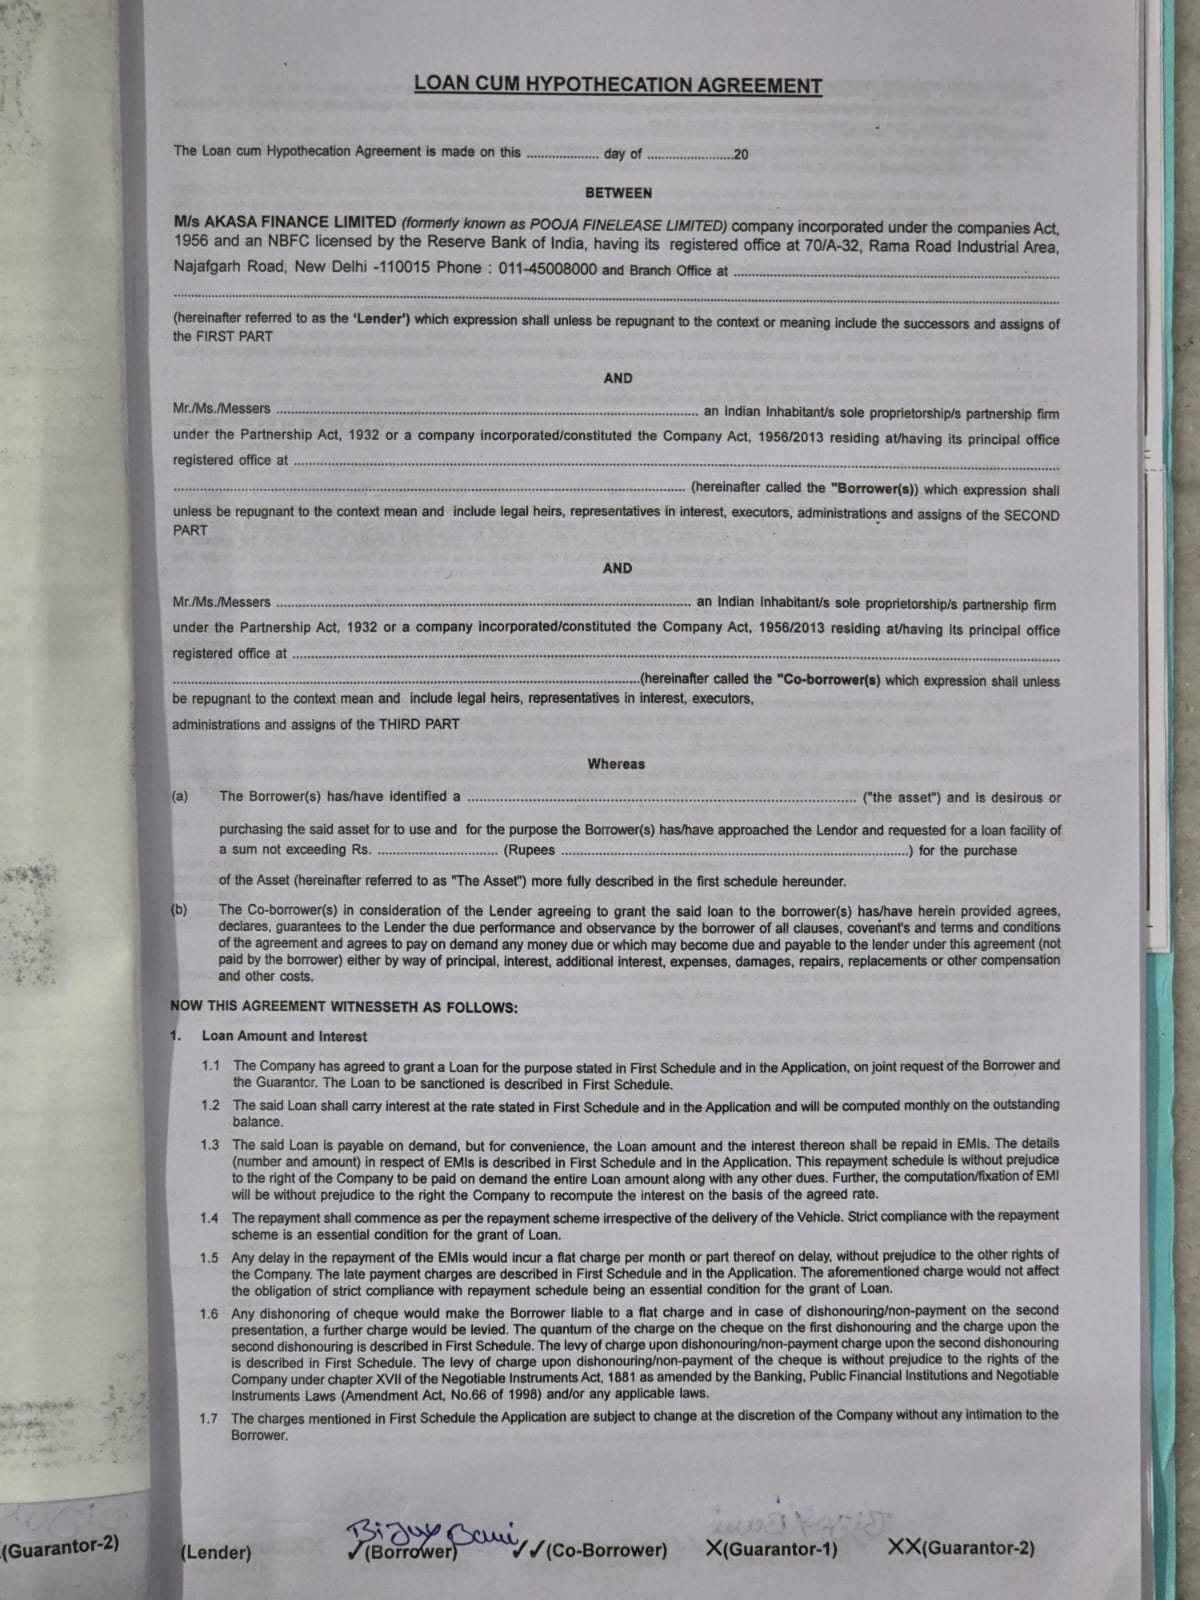 LOAN CUM HYPOTHECATION AGREEMENT
The Loan cum Hypothecation Agreement is made on this .................... day of ........................20
BETWEEN
M/s AKASA FINANCE LIMITED (formerly known as POOJA FINELEASE LIMITED) company incorporated under the companies Act,
1956 and an NBFC licensed by the Reserve Bank of India, having its registered office at 70/A-32, Rama Road Industrial Area,
Najafgarh Road, New Delhi -110015 Phone : 011-45008000 and Branch Office at ....................
....................
(hereinafter referred to as the 'Lender') which expression shall unless be repugnant to the context or meaning include the successors and assigns of
the FIRST PART
AND
Mr./Ms./Messers .................... an Indian Inhabitant/s sole proprietorship/s partnership firm
under the Partnership Act, 1932 or a company incorporated/constituted the Company Act, 1956/2013 residing at/having its principal office
registered office at ....................
.................... (hereinafter called the "Borrower(s)) which expression shall
unless be repugnant to the context mean and include legal heirs, representatives in interest, executors, administrations and assigns of the SECOND
PART
AND
Mr./Ms./Messers .................... an Indian Inhabitant/s sole proprietorship/s partnership firm
under the Partnership Act, 1932 or a company incorporated/constituted the Company Act, 1956/2013 residing at/having its principal office
registered office at ....................
....................(hereinafter called the "Co-borrower(s) which expression shall unless
be repugnant to the context mean and include legal heirs, representatives in interest, executors,
administrations and assigns of the THIRD PART
Whereas
(a) The Borrower(s) has/have identified a .................... ("the asset") and is desirous or
purchasing the said asset for to use and for the purpose the Borrower(s) has/have approached the Lendor and requested for a loan facility of
a sum not exceeding Rs. .................... (Rupees ....................) for the purchase
of the Asset (hereinafter referred to as "The Asset") more fully described in the first schedule hereunder.
(b) The Co-borrower(s) in consideration of the Lender agreeing to grant the said loan to the borrower(s) has/have herein provided agrees,
declares, guarantees to the Lender the due performance and observance by the borrower of all clauses, covenant's and terms and conditions
of the agreement and agrees to pay on demand any money due or which may become due and payable to the lender under this agreement (not
paid by the borrower) either by way of principal, interest, additional interest, expenses, damages, repairs, replacements or other compensation
and other costs.
NOW THIS AGREEMENT WITNESSETH AS FOLLOWS:
1. Loan Amount and Interest
1.1 The Company has agreed to grant a Loan for the purpose stated in First Schedule and in the Application, on joint request of the Borrower and
the Guarantor. The Loan to be sanctioned is described in First Schedule.
1.2 The said Loan shall carry interest at the rate stated in First Schedule and in the Application and will be computed monthly on the outstanding
balance.
1.3 The said Loan is payable on demand, but for convenience, the Loan amount and the interest thereon shall be repaid in EMIs. The details
(number and amount) in respect of EMIs is described in First Schedule and in the Application. This repayment schedule is without prejudice
to the right of the Company to be paid on demand the entire Loan amount along with any other dues. Further, the computation/fixation of EMI
will be without prejudice to the right the Company to recompute the interest on the basis of the agreed rate.
1.4 The repayment shall commence as per the repayment scheme irrespective of the delivery of the Vehicle. Strict compliance with the repayment
scheme is an essential condition for the grant of Loan.
1.5 Any delay in the repayment of the EMIs would incur a flat charge per month or part thereof on delay, without prejudice to the other rights of
the Company. The late payment charges are described in First Schedule and in the Application. The aforementioned charge would not affect
the obligation of strict compliance with repayment schedule being an essential condition for the grant of Loan.
1.6 Any dishonoring of cheque would make the Borrower liable to a flat charge and in case of dishonouring/non-payment on the second
presentation, a further charge would be levied. The quantum of the charge on the cheque on the first dishonouring and the charge upon the
second dishonouring is described in First Schedule. The levy of charge upon dishonouring/non-payment charge upon the second dishonouring
is described in First Schedule. The levy of charge upon dishonouring/non-payment of the cheque is without prejudice to the rights of the
Company under chapter XVII of the Negotiable Instruments Act, 1881 as amended by the Banking, Public Financial Institutions and Negotiable
Instruments Laws (Amendment Act, No.66 of 1998) and/or any applicable laws.
1.7 The charges mentioned in First Schedule the Application are subject to change at the discretion of the Company without any intimation to the
Borrower.
(Guarantor-2)
(Lender) ✓(Borrower) ✓✓(Co-Borrower) X(Guarantor-1) XX(Guarantor-2)